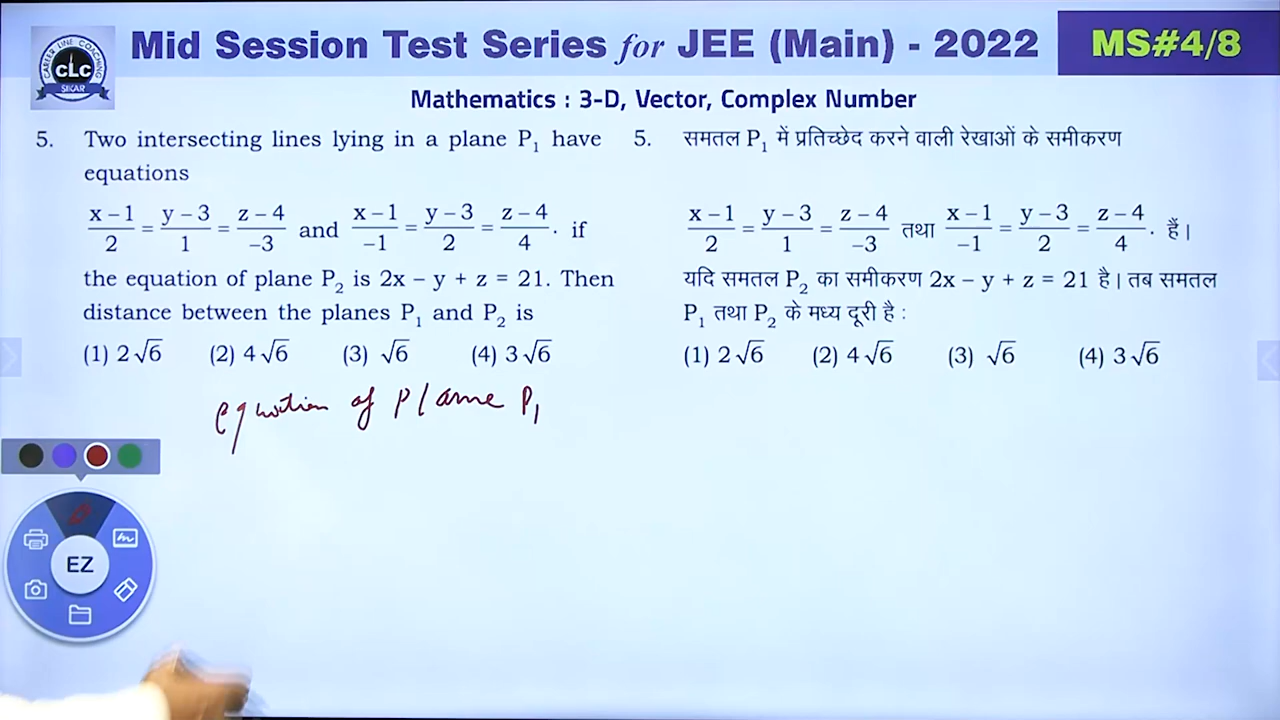 Mid Session Test Series for JEE (Main) - 2022
MS#4/8
CAREER LINE COACHING
CLC
SIKAR
Mathematics : 3-D, Vector, Complex Number
5. Two intersecting lines lying in a plane P₁ have
equations
(x – 1)/2 = (y – 3)/1 = (z – 4)/–3 and (x – 1)/–1 = (y – 3)/2 = (z – 4)/4. if
the equation of plane P₂ is 2x – y + z = 21. Then
distance between the planes P₁ and P₂ is
(1) 2√6 (2) 4√6 (3) √6 (4) 3√6
equation of Plane P₁
5. समतल P₁ में प्रतिच्छेद करने वाली रेखाओं के समीकरण
(x – 1)/2 = (y – 3)/1 = (z – 4)/–3 तथा (x – 1)/–1 = (y – 3)/2 = (z – 4)/4. हैं।
यदि समतल P₂ का समीकरण 2x – y + z = 21 है। तब समतल
P₁ तथा P₂ के मध्य दूरी है :
(1) 2√6 (2) 4√6 (3) √6 (4) 3√6
EZ